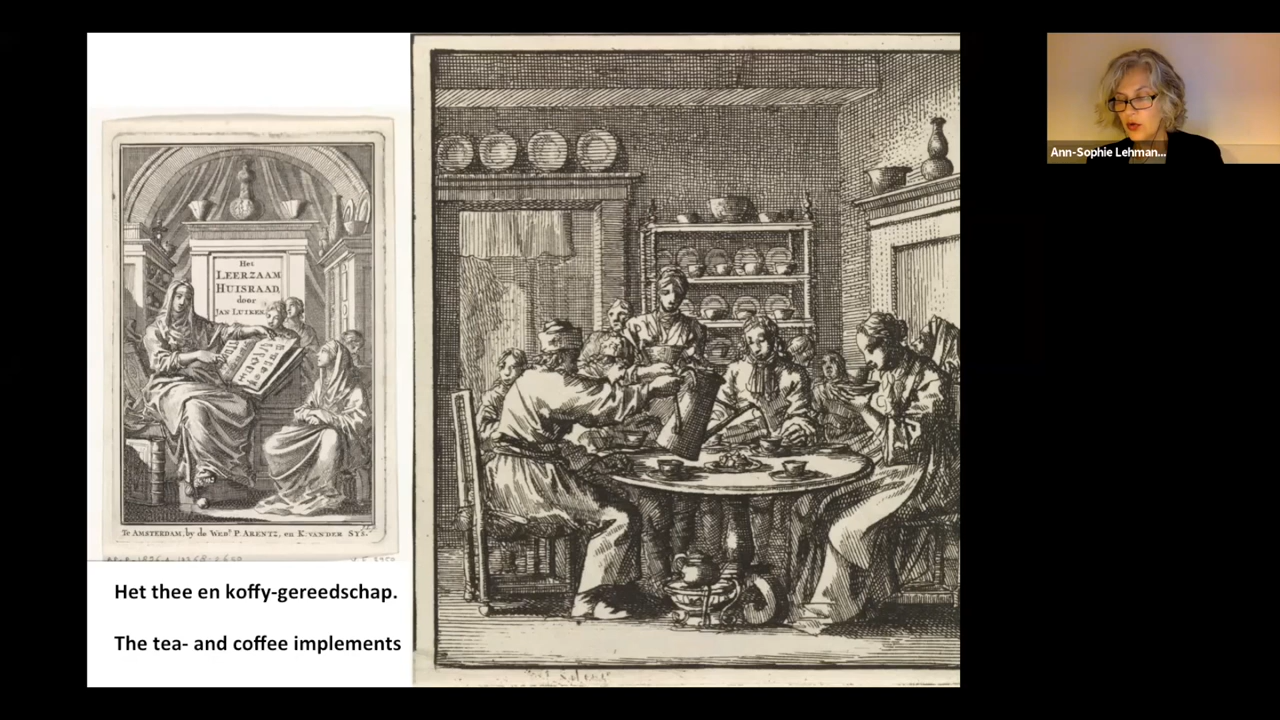 Het
LEERZAAM
HUISRAAD,
door
JAN LUIKEN.
Te AMSTERDAM, by de WEDᴱ P. ARENTZ, en K. VANDER SYS.
Het thee en koffy-gereedschap.
The tea- and coffee implements
Ann-Sophie Lehman...